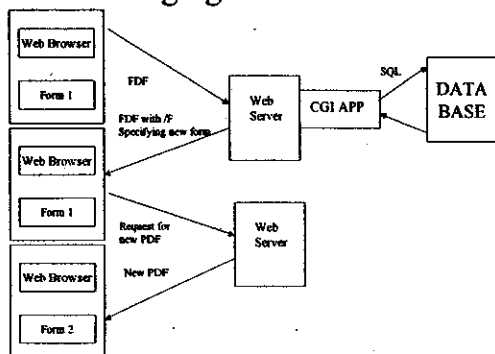 Web Browser
Form 1
FDF
Web
Server
CGI APP
SQL
DATA
BASE
FDF with /F
Specifying new form
Web Browser
Form 1
Request for
new PDF
Web
Server
New PDF
Web Browser
Form 2